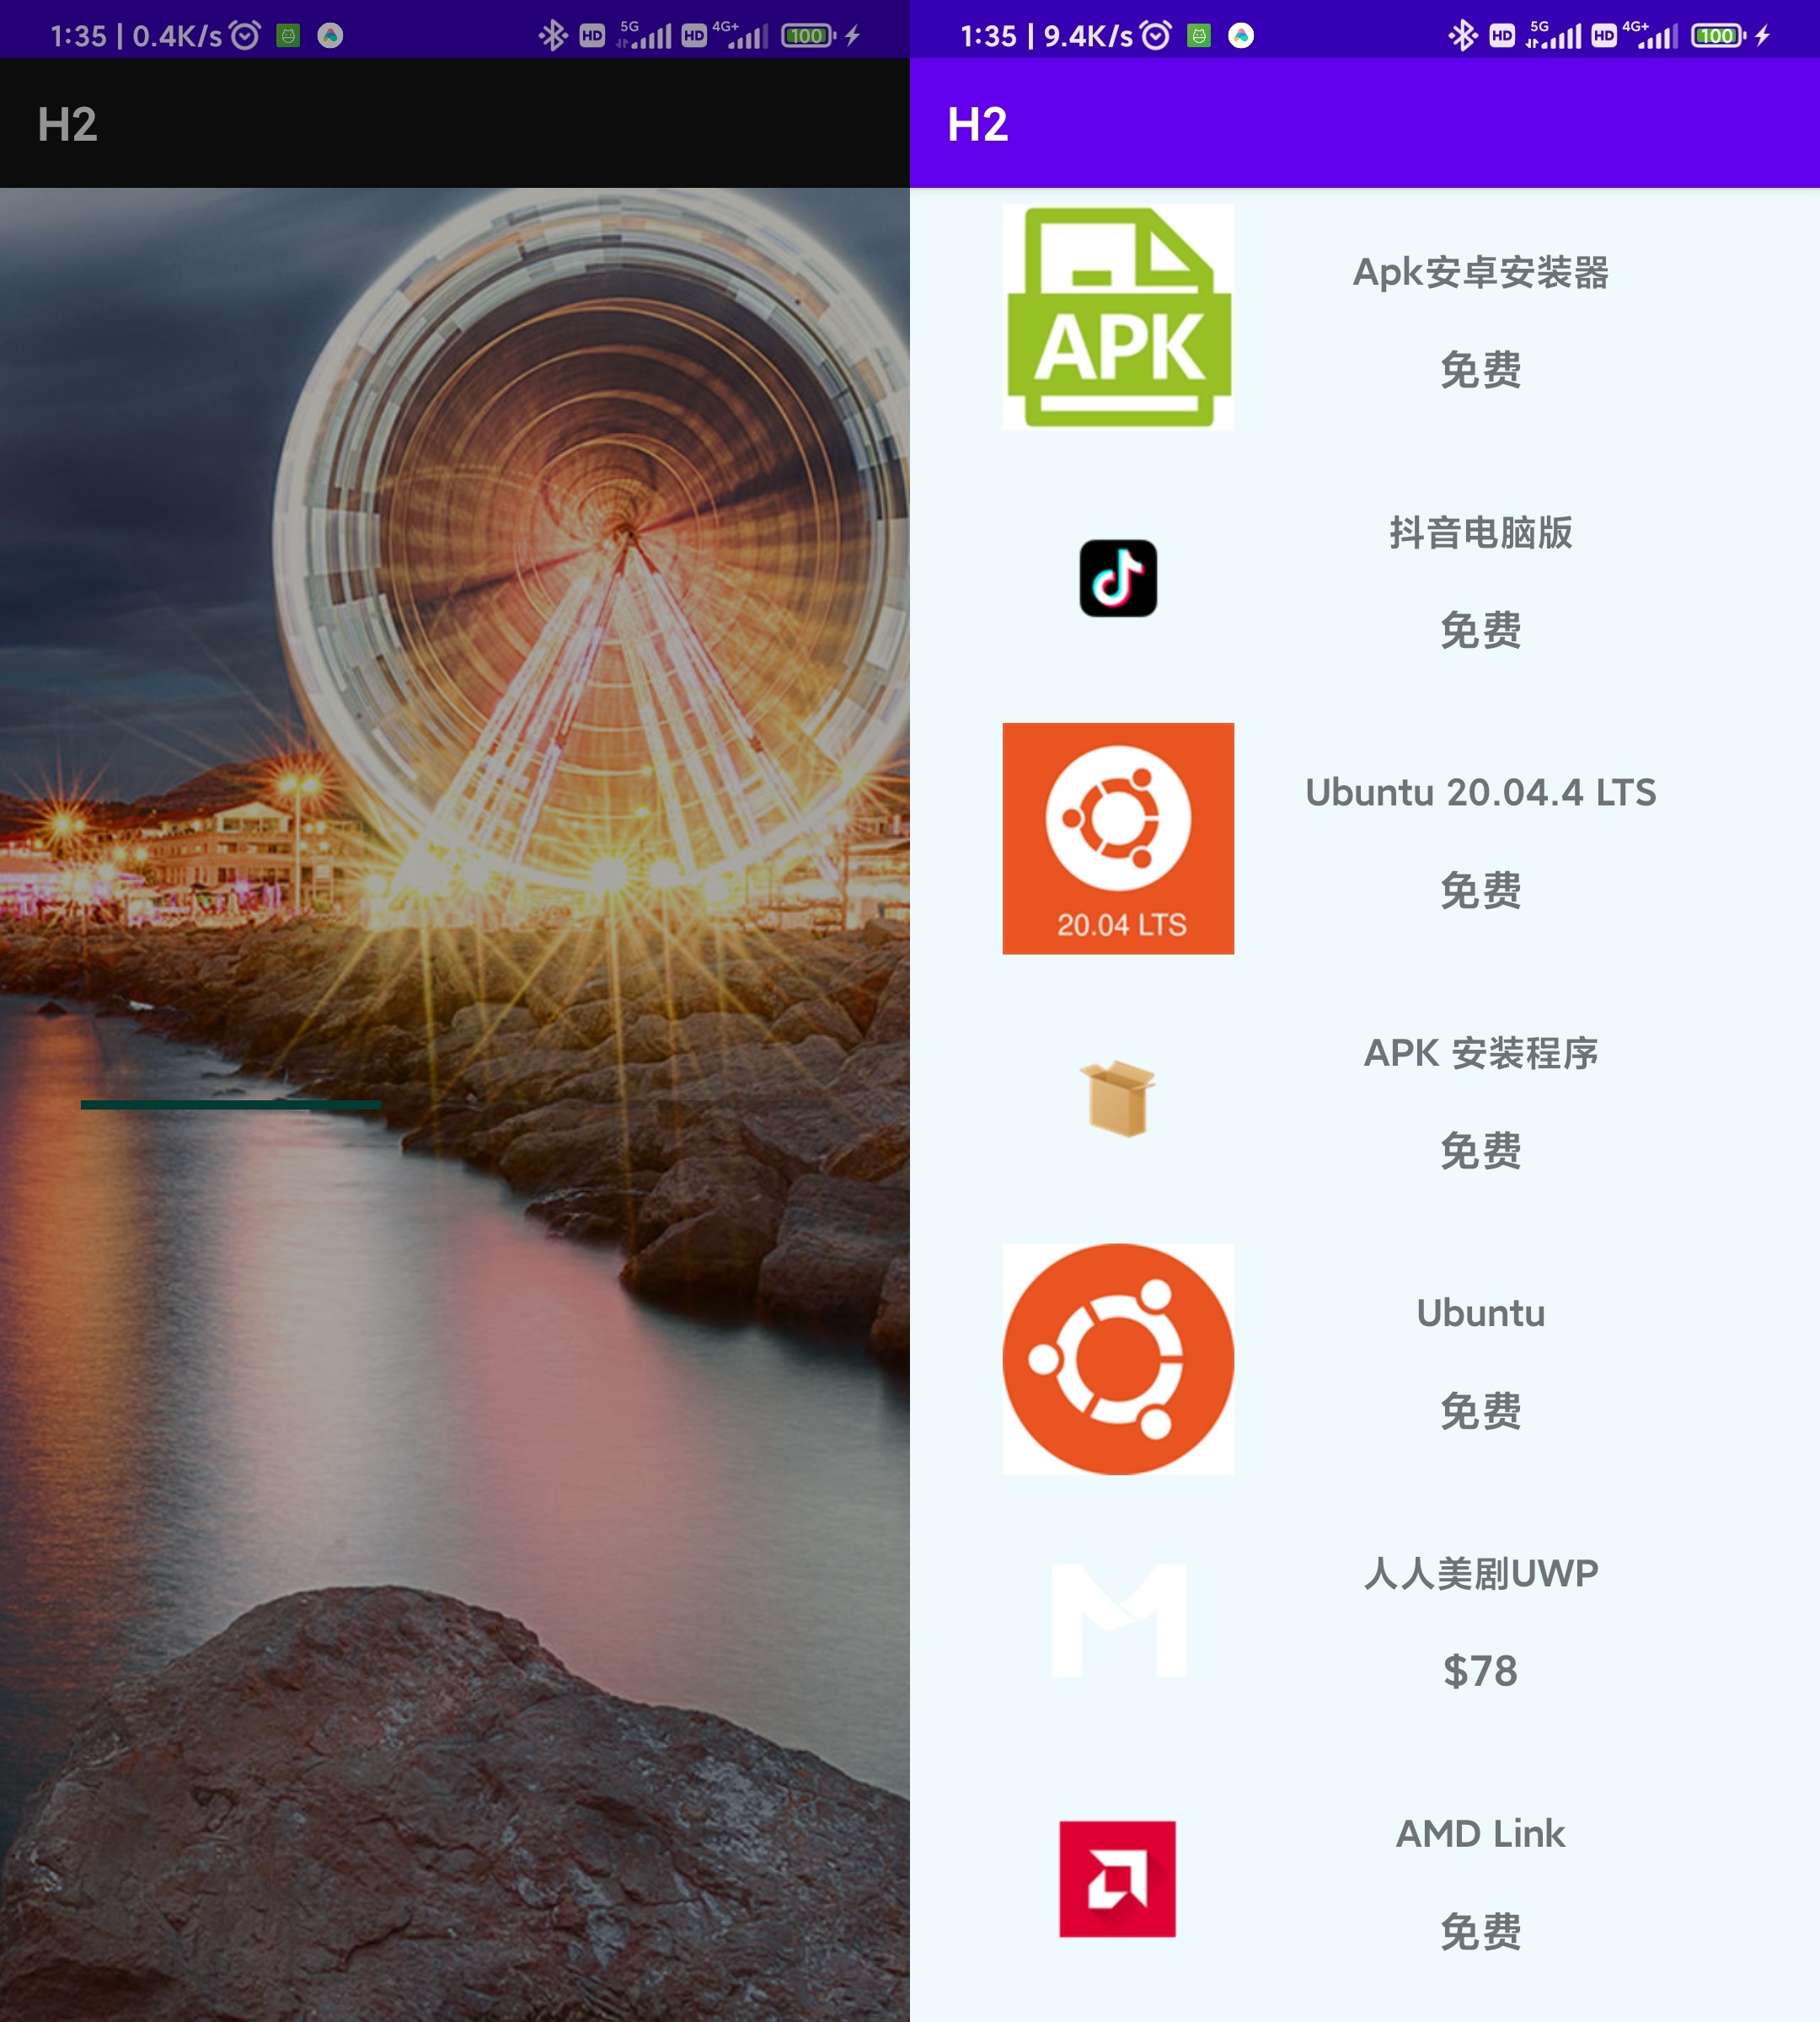 1:35 | 0.4K/s
HD 5G HD 4G+ 100
H2
1:35 | 9.4K/s
HD 5G HD 4G+ 100
H2
APK
Apk安卓安装器
免费
抖音电脑版
免费
20.04 LTS
Ubuntu 20.04.4 LTS
免费
APK 安装程序
免费
Ubuntu
免费
人人美剧UWP
$78
AMD Link
免费